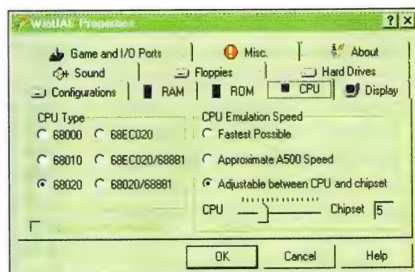 WinUAE Properties
Game and I/O Ports Misc. About
Sound Floppies Hard Drives
Configurations RAM ROM CPU Display
CPU Type
68000 68EC020
68010 68EC020/68881
68020 68020/68881
CPU Emulation Speed
Fastest Possible
Approximate A500 Speed
Adjustable between CPU and chipset
CPU Chipset 5
OK Cancel Help